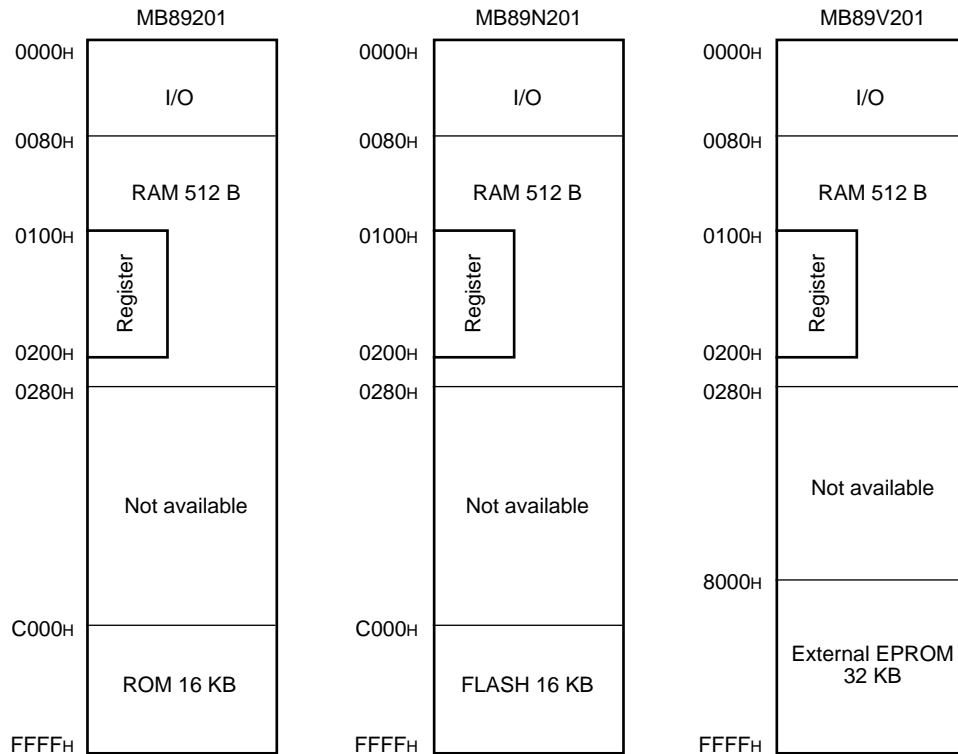 MB89201
0000H
I/O
0080H
RAM 512 B
0100H
Register
0200H
0280H
Not available
C000H
ROM 16 KB
FFFFH
MB89N201
0000H
I/O
0080H
RAM 512 B
0100H
Register
0200H
0280H
Not available
C000H
FLASH 16 KB
FFFFH
MB89V201
0000H
I/O
0080H
RAM 512 B
0100H
Register
0200H
0280H
Not available
8000H
External EPROM
32 KB
FFFFH